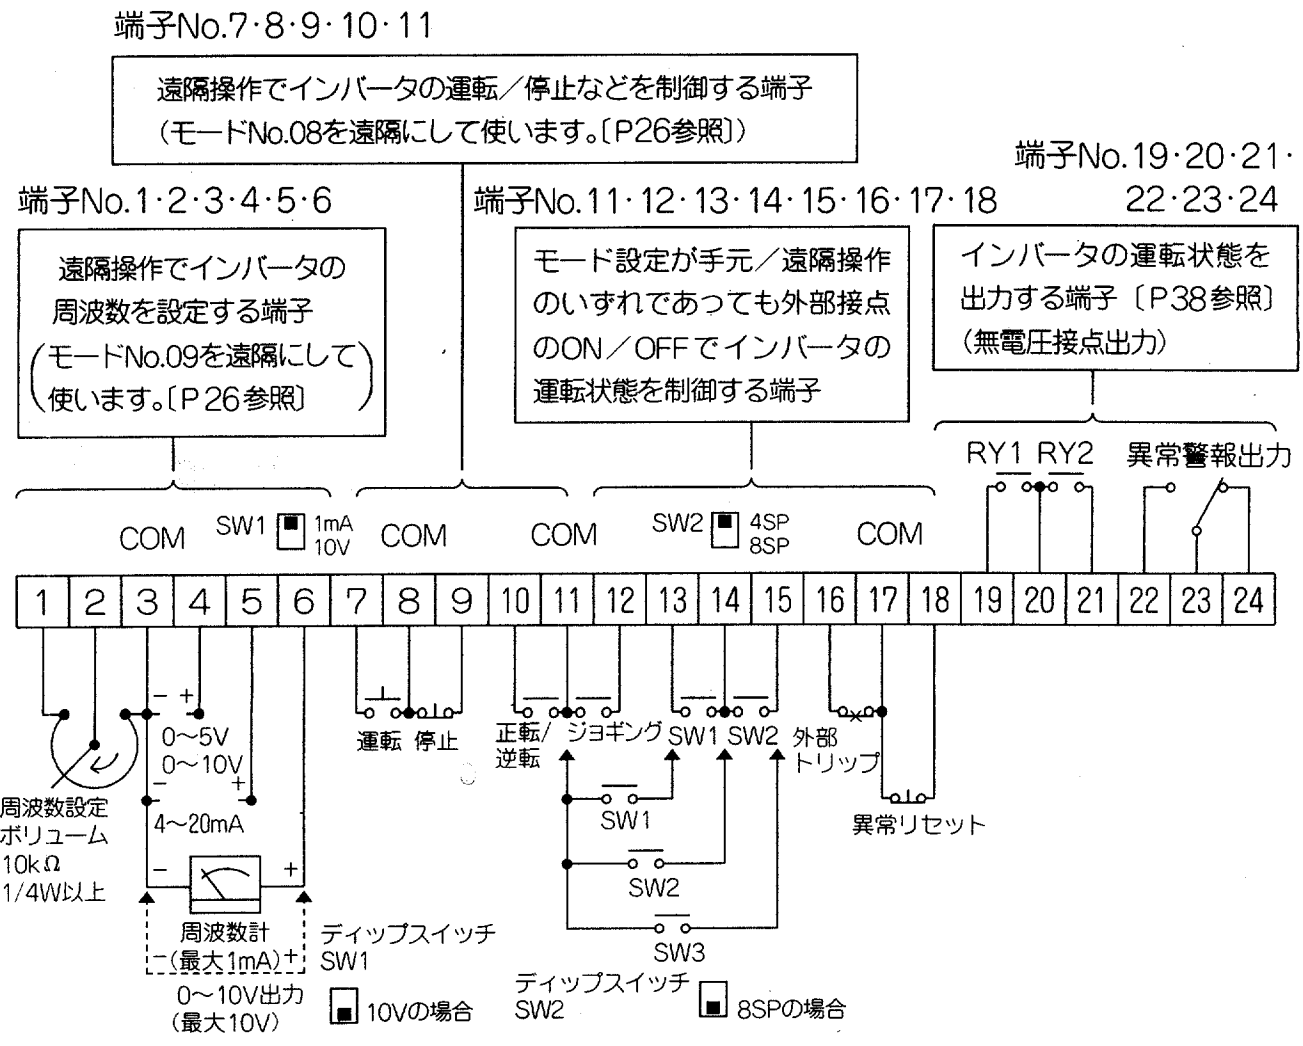 端子No.7·8·9·10·11
遠隔操作でインバータの運転／停止などを制御する端子
（モードNo.08を遠隔にして使います。〔P26参照〕）
端子No.1·2·3·4·5·6
遠隔操作でインバータの
周波数を設定する端子
（モードNo.09を遠隔にして
使います。〔P26参照〕）
端子No.11·12·13·14·15·16·17·18
モード設定が手元／遠隔操作
のいずれであっても外部接点
のON／OFFでインバータの
運転状態を制御する端子
端子No.19·20·21·
22·23·24
インバータの運転状態を
出力する端子〔P38参照〕
（無電圧接点出力）
RY1 RY2 異常警報出力
COM SW1 1mA
10V
COM COM SW2 4SP
8SP
COM
1 2 3 4 5 6 7 8 9 10 11 12 13 14 15 16 17 18 19 20 21 22 23 24
− +
0〜5V
0〜10V
− +
4〜20mA
周波数設定
ボリューム
10kΩ
1/4W以上
− +
周波数計
−(最大1mA)+
0〜10V出力
(最大10V)
ディップスイッチ
SW1
10Vの場合
運転 停止
正転/
逆転
ジョギング SW1 SW2
外部
トリップ
SW1
SW2
SW3
異常リセット
ディップスイッチ
SW2
8SPの場合